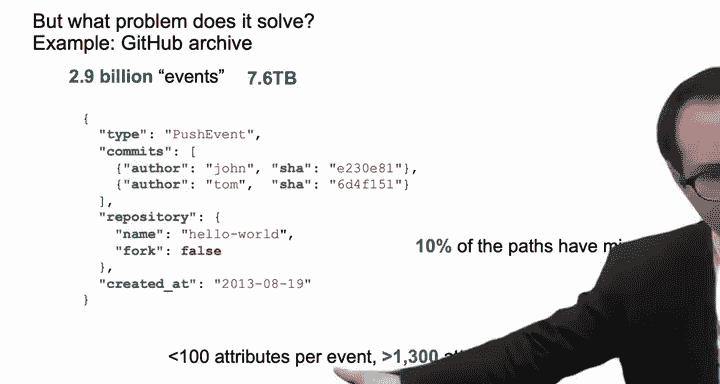 But what problem does it solve?
Example: GitHub archive
2.9 billion “events” 7.6TB
{
"type": "PushEvent",
"commits": [
{"author": "john", "sha": "e230e81"},
{"author": "tom", "sha": "6d4f151"}
],
"repository": {
"name": "hello-world",
"fork": false
},
"created_at": "2013-08-19"
}
10% of the paths have
<100 attributes per event, >1,300